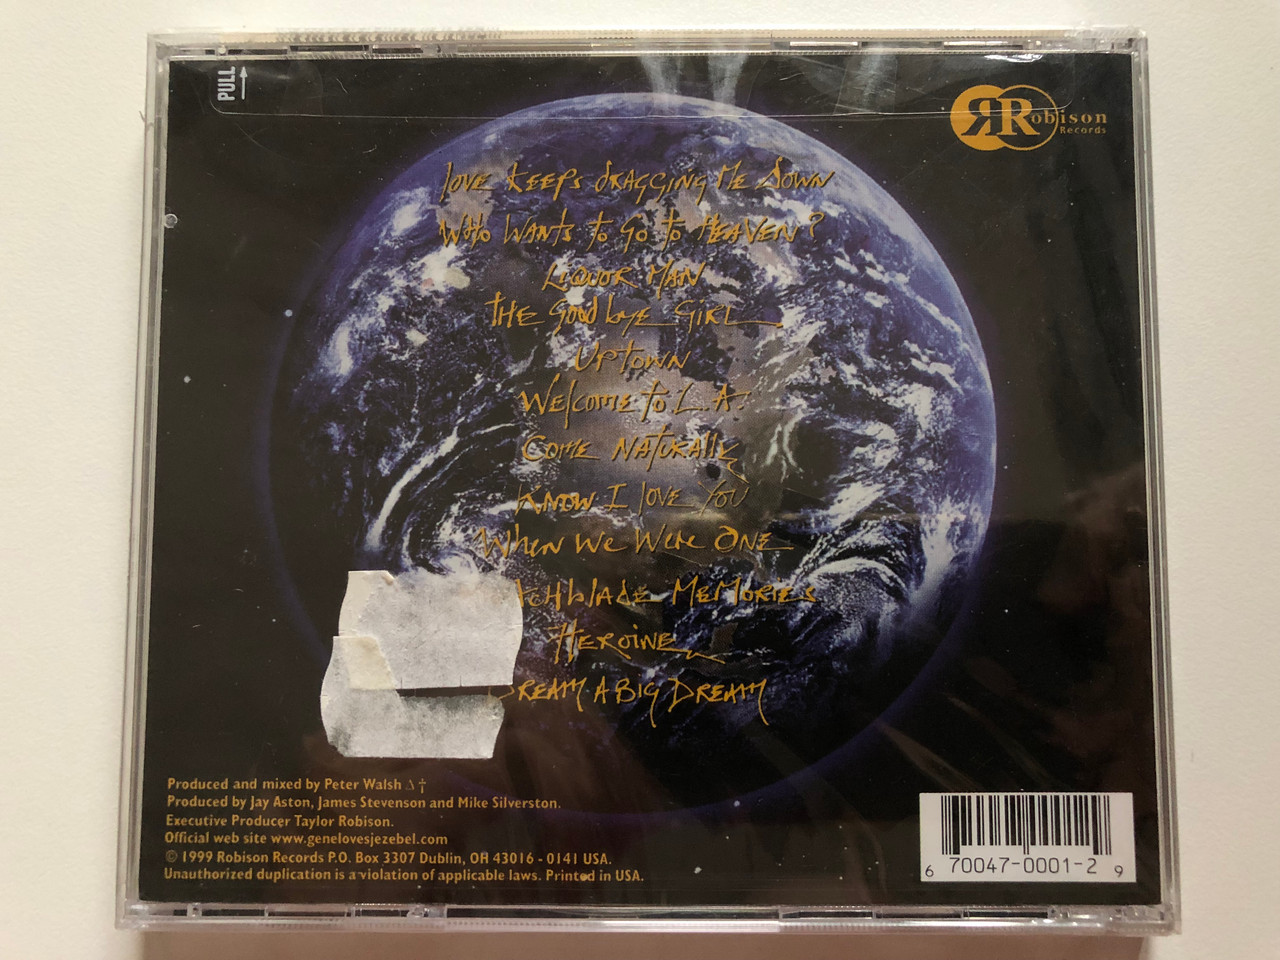 PULL
RRobison
Records
Love Keeps Dragging Me Down
Who Wants To Go To Heaven?
Liquor Man
The Goodbye Girl
Uptown
Welcome To L.A.
Come Naturally
Know I Love You
When We Were One
Memories
Heroine
A Big Dream
Produced and mixed by Peter Walsh Δ †
Produced by Jay Aston, James Stevenson and Mike Silverston.
Executive Producer Taylor Robison.
Official web site www.genelovesjezebel.com
© 1999 Robison Records P.O. Box 3307 Dublin, OH 43016 - 0141 USA.
Unauthorized duplication is a violation of applicable laws. Printed in USA.
6 70047-0001-2 9